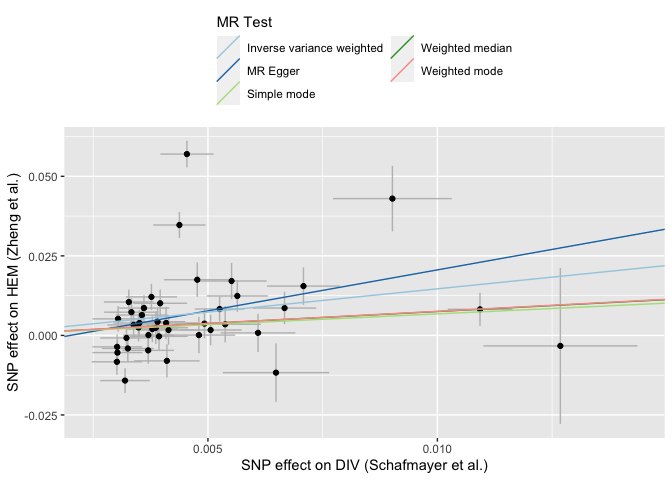 MR Test
Inverse variance weighted
Weighted median
MR Egger
Weighted mode
Simple mode
SNP effect on HEM (Zheng et al.)
0.050
0.025
0.000
-0.025
0.005
0.010
SNP effect on DIV (Schafmayer et al.)